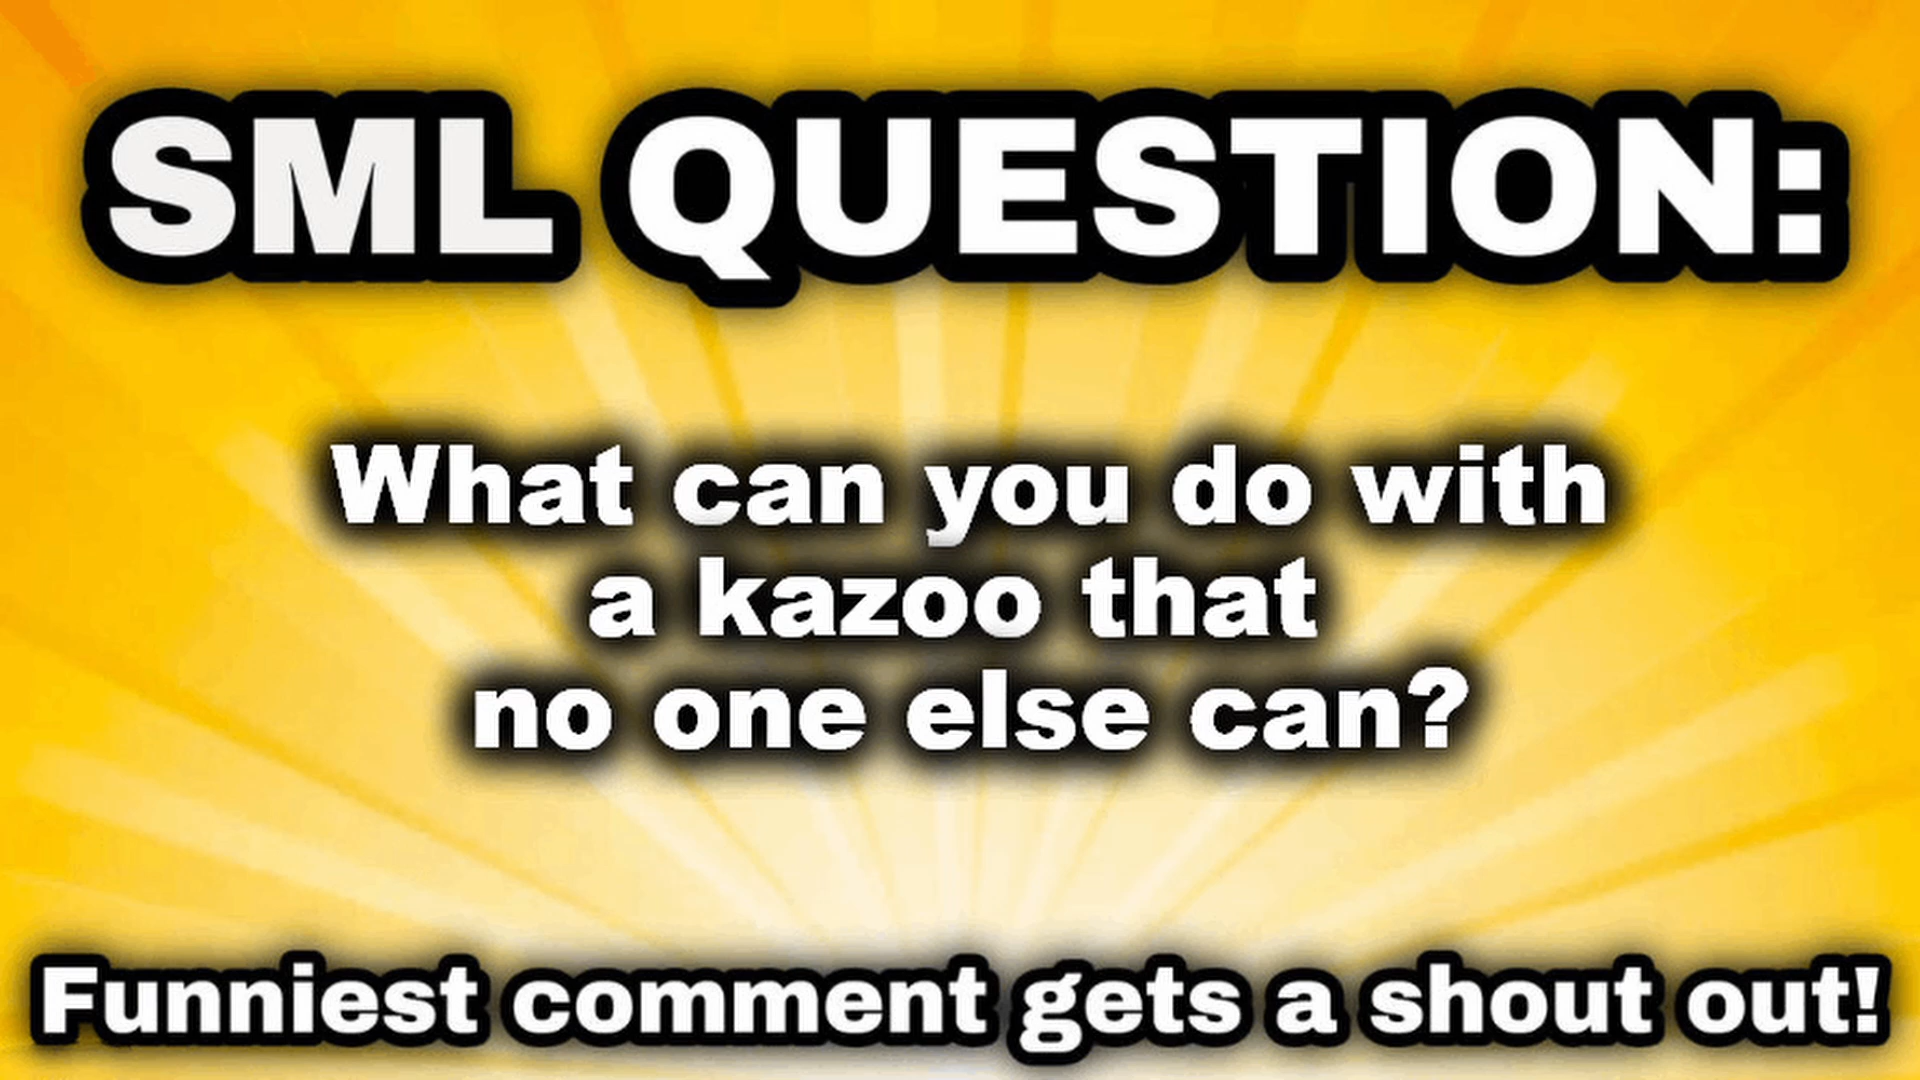 SML QUESTION:
What can you do with
a kazoo that
no one else can?
Funniest comment gets a shout out!